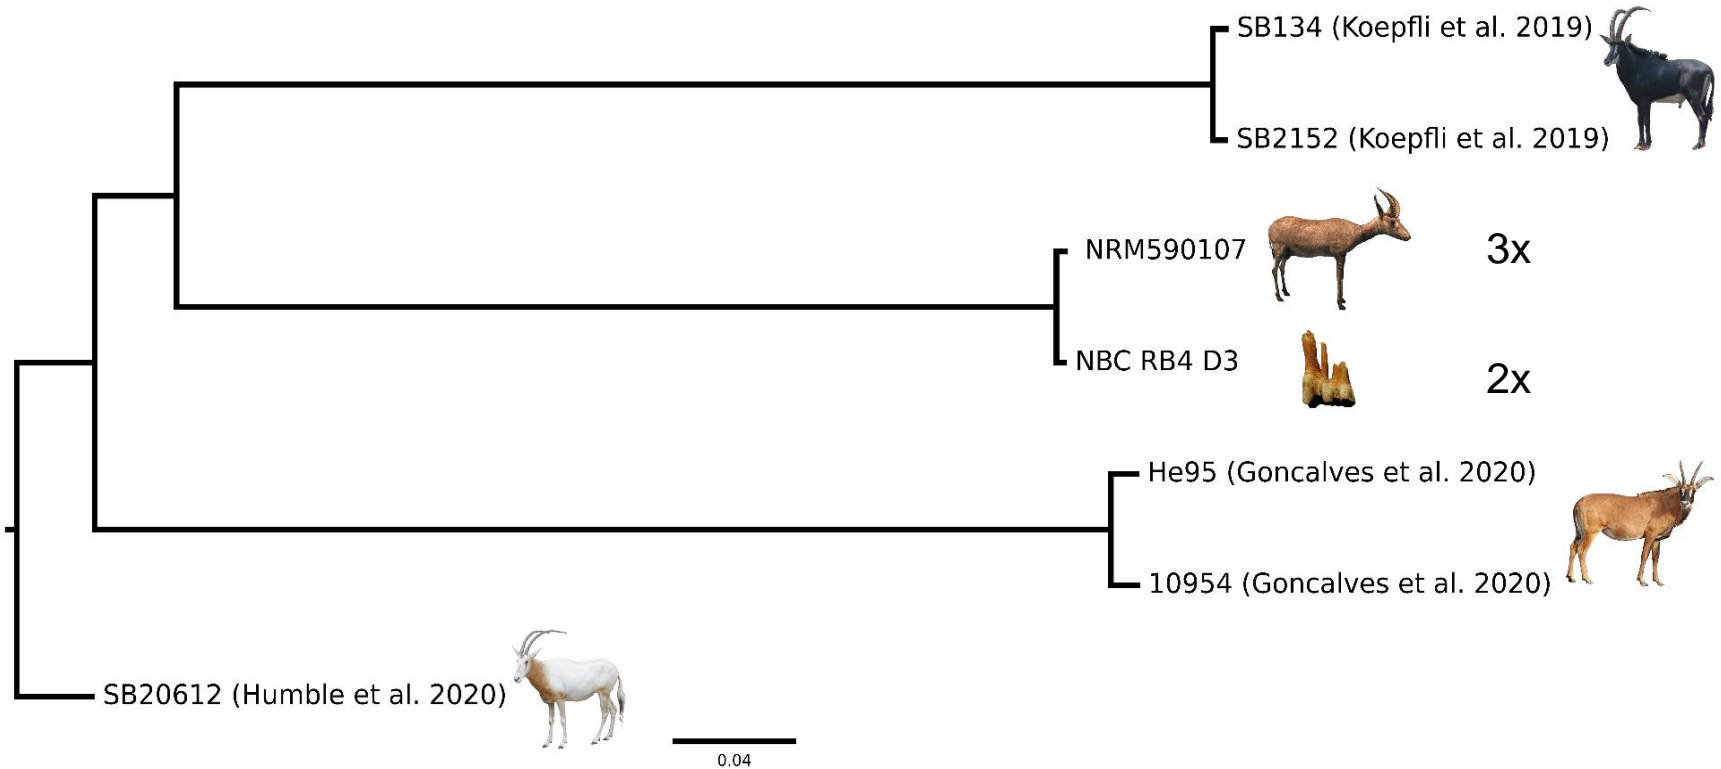 SB134 (Koepfli et al. 2019)
SB2152 (Koepfli et al. 2019)
NRM590107
3x
NBC RB4 D3
2x
He95 (Goncalves et al. 2020)
10954 (Goncalves et al. 2020)
SB20612 (Humble et al. 2020)
0.04